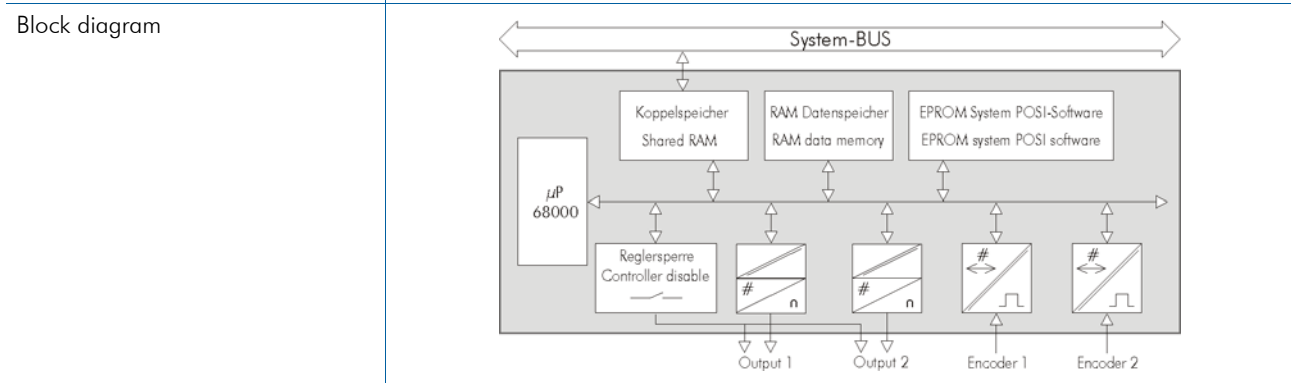 Block diagram
System-BUS
Koppelspeicher
Shared RAM
RAM Datenspeicher
RAM data memory
EPROM System POSI-Software
EPROM system POSI software
µP
68000
Reglersperre
Controller disable
#
n
#
n
#
#
Output 1
Output 2
Encoder 1
Encoder 2